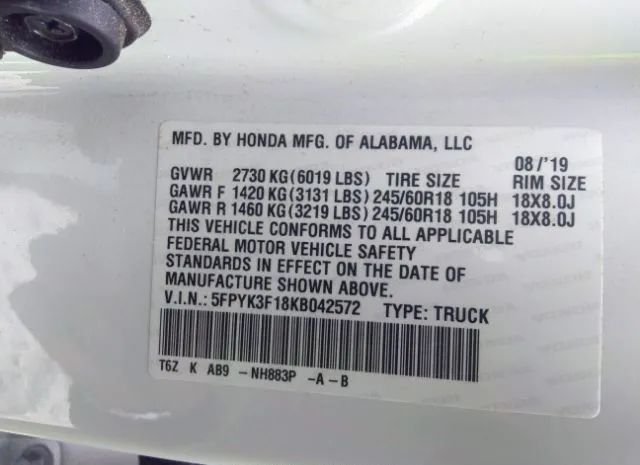 MFD. BY HONDA MFG. OF ALABAMA, LLC
08/'19
GVWR 2730 KG(6019 LBS) TIRE SIZE RIM SIZE
GAWR F 1420 KG(3131 LBS) 245/60R18 105H 18X8.0J
GAWR R 1460 KG(3219 LBS) 245/60R18 105H 18X8.0J
THIS VEHICLE CONFORMS TO ALL APPLICABLE
FEDERAL MOTOR VEHICLE SAFETY
STANDARDS IN EFFECT ON THE DATE OF
MANUFACTURE SHOWN ABOVE.
V.I.N.: 5FPYK3F18KB042572 TYPE: TRUCK
T6Z K AB9 -NH883P -A-B